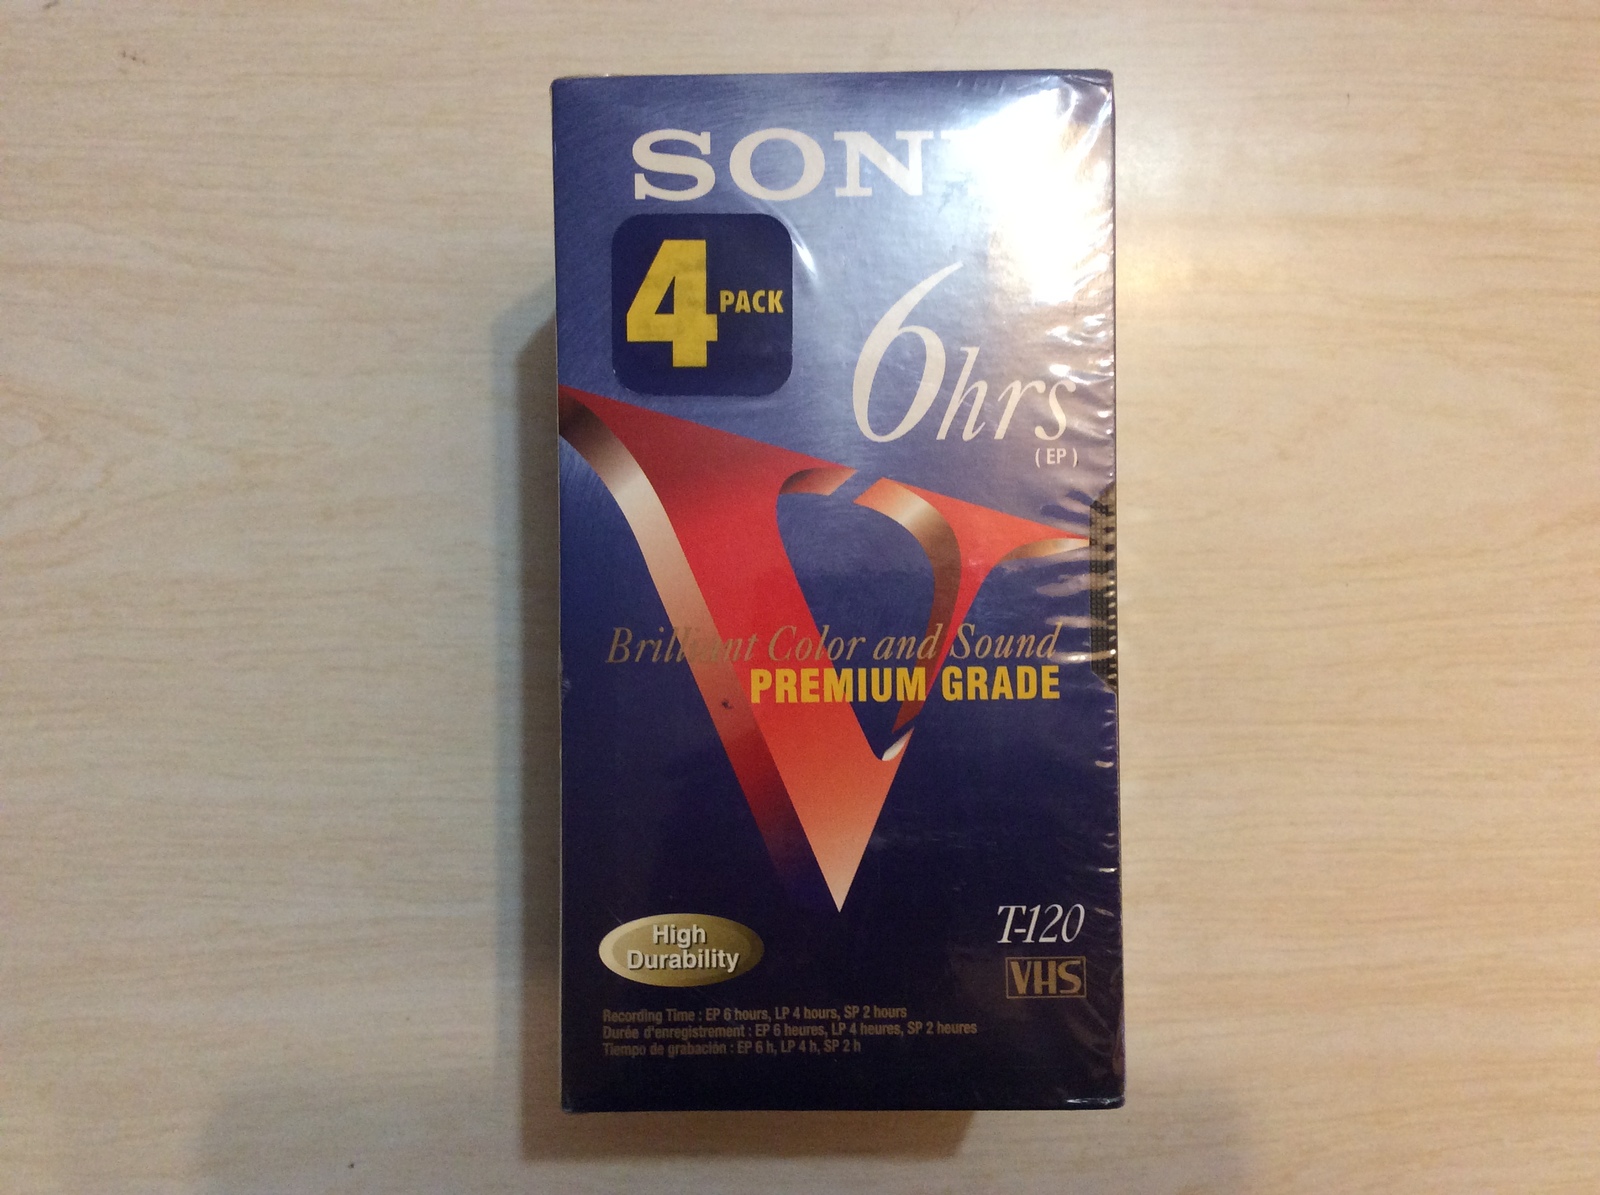 SONY
4 PACK
6hrs
( EP )
Brilliant Color and Sound
PREMIUM GRADE
T-120
VHS
High
Durability
Recording Time : EP 6 hours, LP 4 hours, SP 2 hours
Durée d'enregistrement : EP 6 heures, LP 4 heures, SP 2 heures
Tiempo de grabación : EP 6 h, LP 4 h, SP 2 h